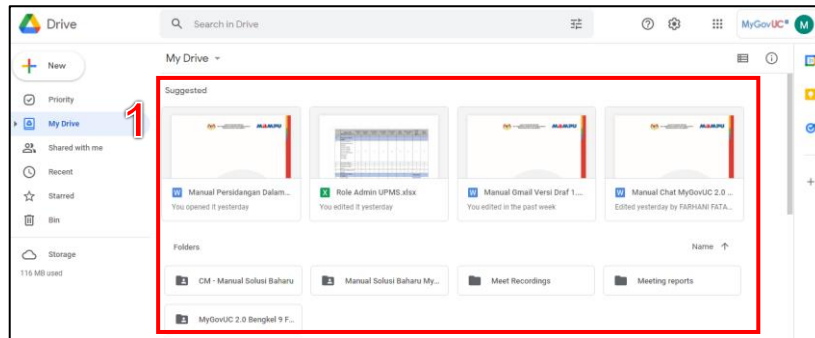 Drive
Search in Drive
MyGovUC
M
New
My Drive
Priority
My Drive
Shared with me
Recent
Starred
Bin
Storage
116 MB used
1
Suggested
MAMPU
MAMPU
MAMPU
Manual Persidangan Dalam...
You opened it yesterday
Role Admin UPMS.xlsx
You edited it yesterday
Manual Gmail Versi Draf 1....
You edited in the past week
Manual Chat MyGovUC 2.0 ...
Edited yesterday by FARHANI FATA...
Folders
Name
CM - Manual Solusi Baharu
Manual Solusi Baharu My...
Meet Recordings
Meeting reports
MyGovUC 2.0 Bengkel 9 F...